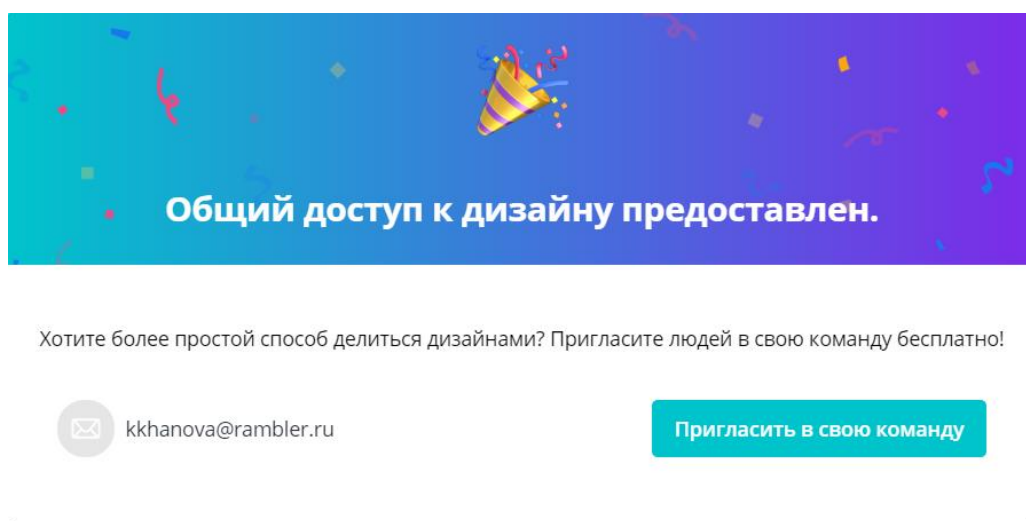 Общий доступ к дизайну предоставлен.
Хотите более простой способ делиться дизайнами? Пригласите людей в свою команду бесплатно!
kkhanova@rambler.ru
Пригласить в свою команду